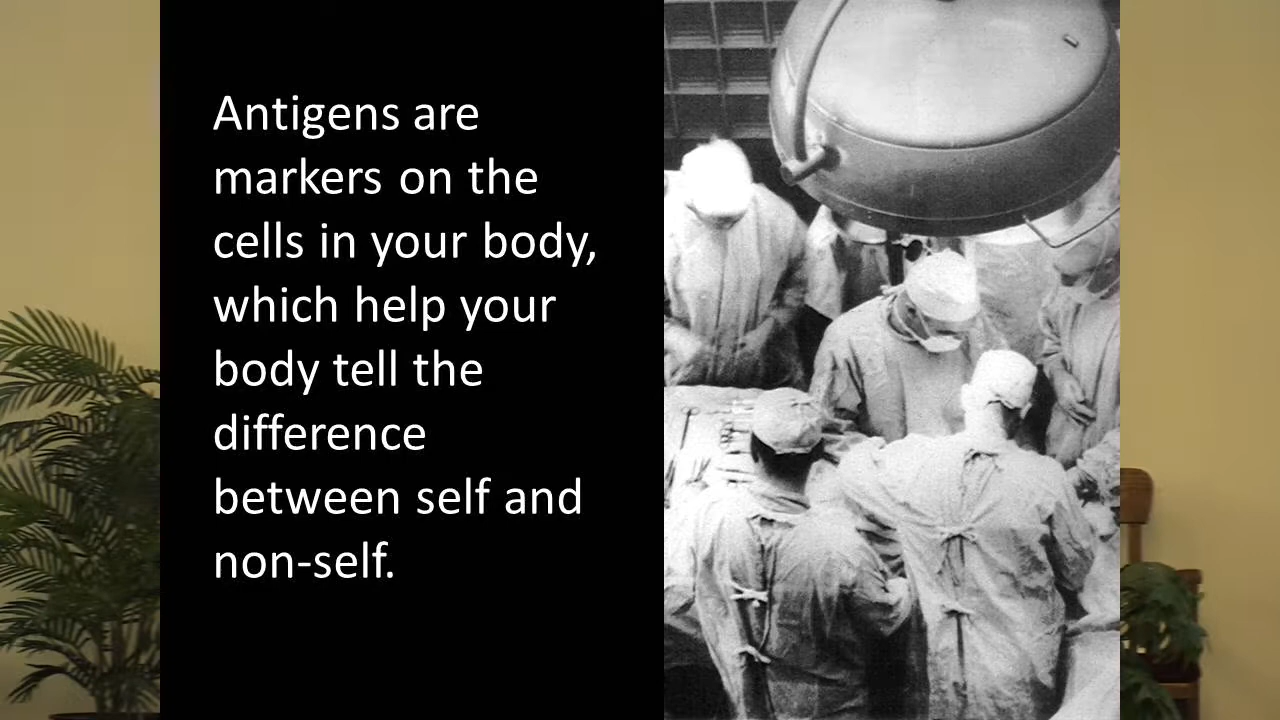 Antigens are
markers on the
cells in your body,
which help your
body tell the
difference
between self and
non-self.